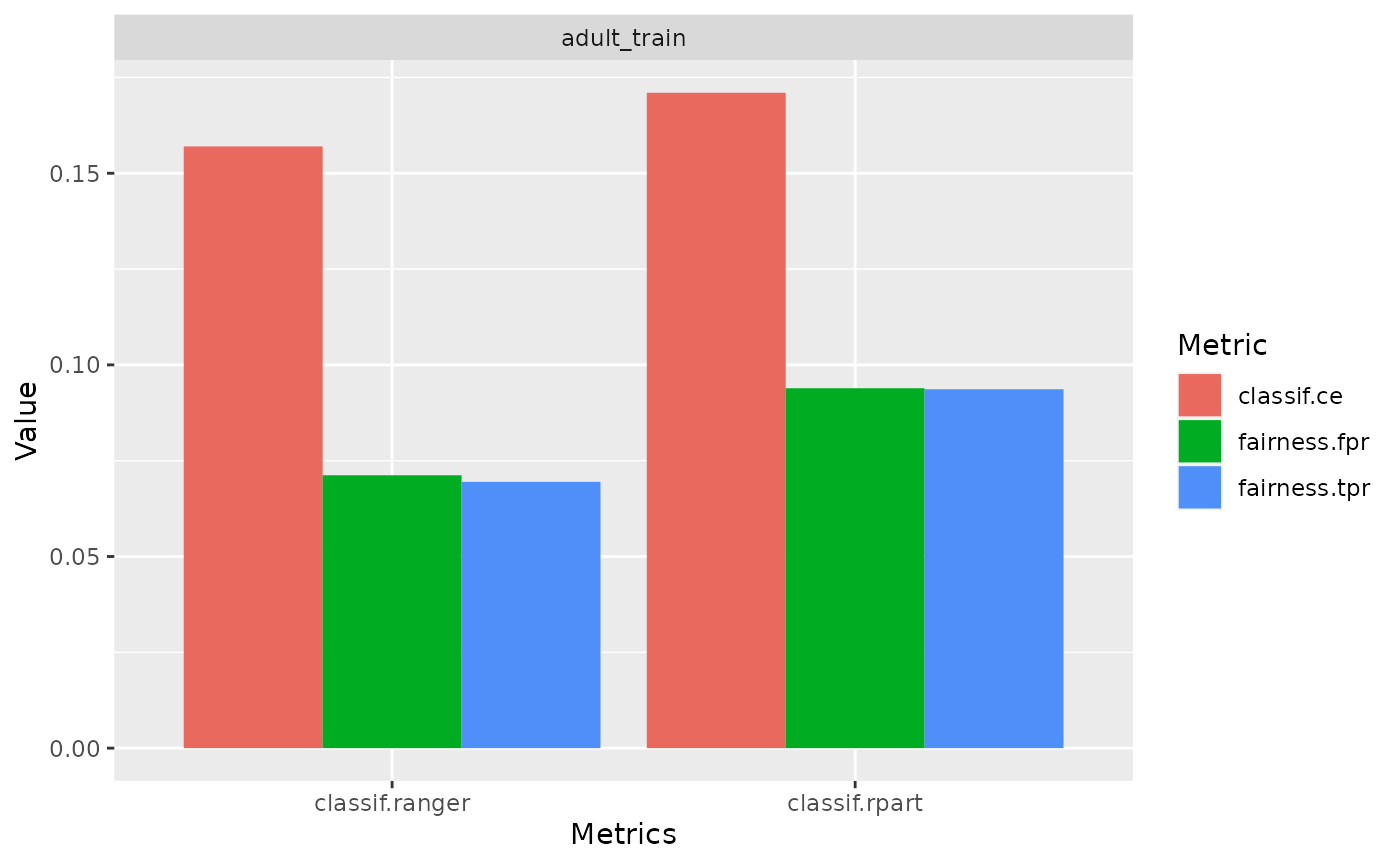 adult_train
0.15
0.10
0.05
0.00
Value
classif.ranger
classif.rpart
Metrics
Metric
classif.ce
fairness.fpr
fairness.tpr